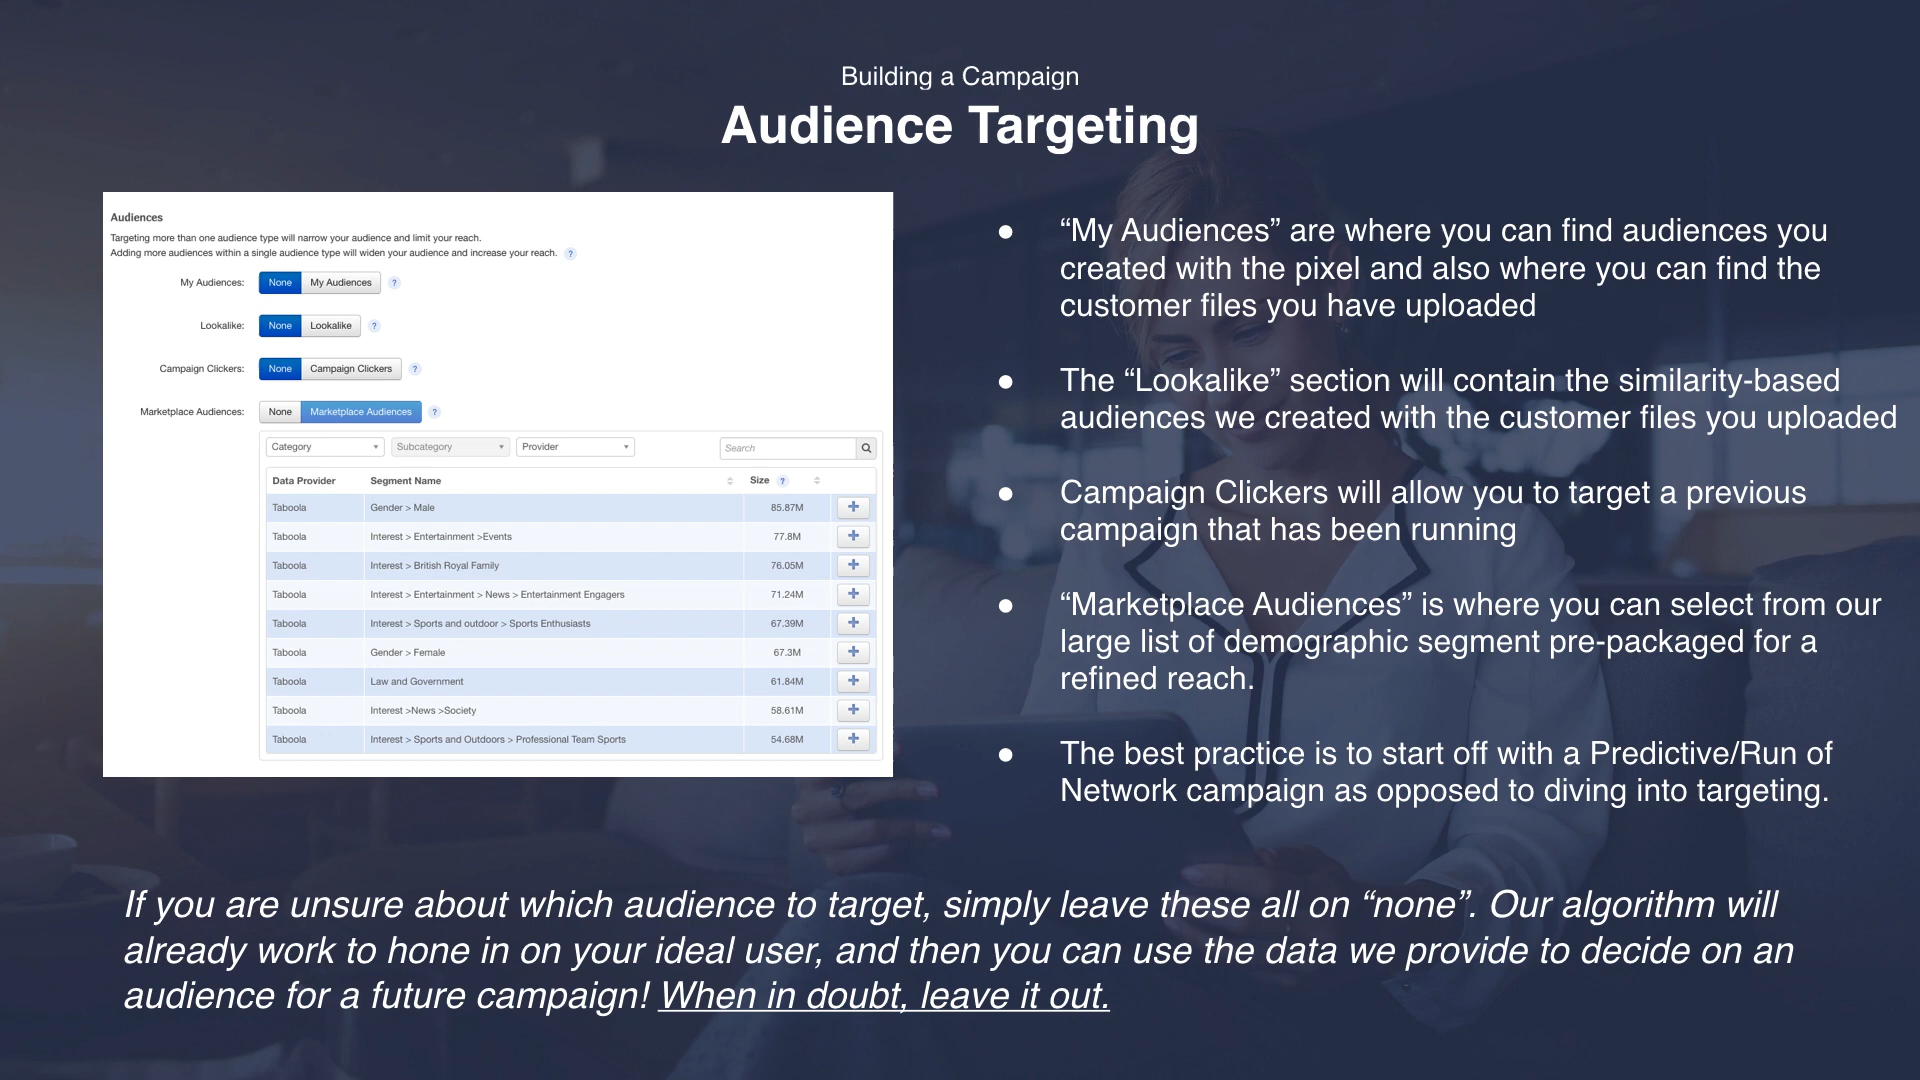 Building a Campaign
Audience Targeting
Audiences
Targeting more than one audience type will narrow your audience and limit your reach.
Adding more audiences within a single audience type will widen your audience and increase your reach. ?
My Audiences: None My Audiences ?
Lookalike: None Lookalike ?
Campaign Clickers: None Campaign Clickers ?
Marketplace Audiences: None Marketplace Audiences ?
Category Subcategory Provider Search
Data Provider Segment Name Size ?
Taboola Gender > Male 85.87M +
Taboola Interest > Entertainment >Events 77.8M +
Taboola Interest > British Royal Family 76.05M +
Taboola Interest > Entertainment > News > Entertainment Engagers 71.24M +
Taboola Interest > Sports and outdoor > Sports Enthusiasts 67.39M +
Taboola Gender > Female 67.3M +
Taboola Law and Government 61.84M +
Taboola Interest >News >Society 58.61M +
Taboola Interest > Sports and Outdoors > Professional Team Sports 54.68M +
● “My Audiences” are where you can find audiences you
created with the pixel and also where you can find the
customer files you have uploaded
● The “Lookalike” section will contain the similarity-based
audiences we created with the customer files you uploaded
● Campaign Clickers will allow you to target a previous
campaign that has been running
● “Marketplace Audiences” is where you can select from our
large list of demographic segment pre-packaged for a
refined reach.
● The best practice is to start off with a Predictive/Run of
Network campaign as opposed to diving into targeting.
If you are unsure about which audience to target, simply leave these all on “none”. Our algorithm will
already work to hone in on your ideal user, and then you can use the data we provide to decide on an
audience for a future campaign! When in doubt, leave it out.